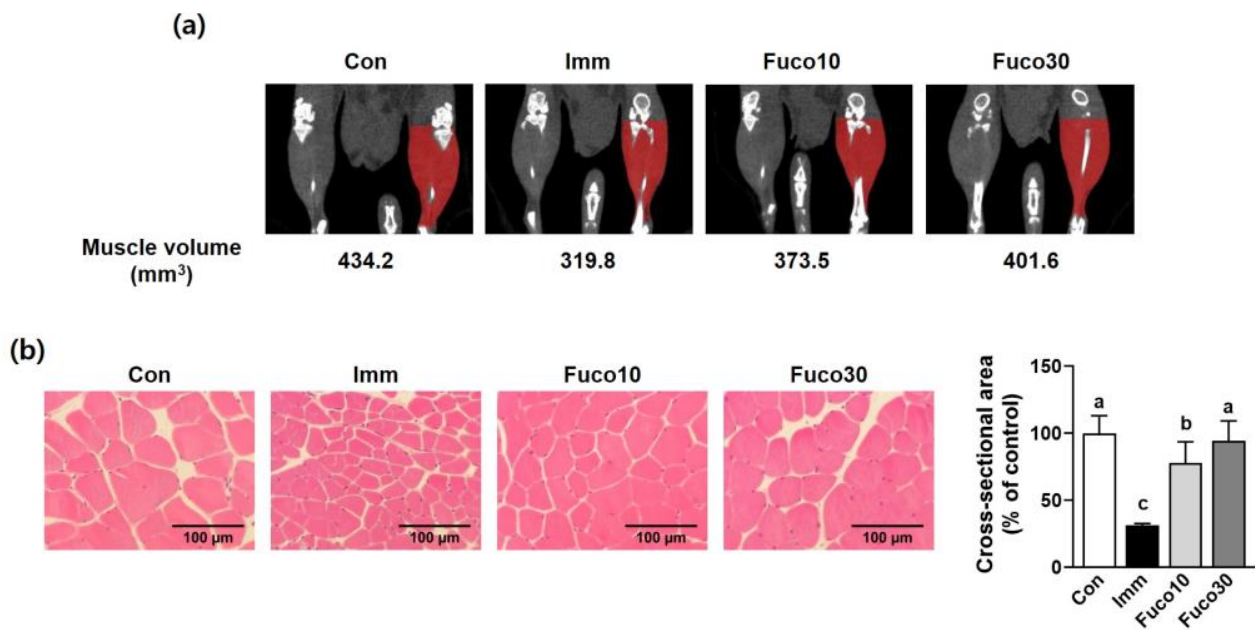 (a)
Con Imm Fuco10 Fuco30
Muscle volume
(mm³)
434.2 319.8 373.5 401.6
(b)
Con Imm Fuco10 Fuco30
100 µm 100 µm 100 µm 100 µm
Cross-sectional area
(% of control)
150
100
50
0
a c b a
Con Imm Fuco10 Fuco30